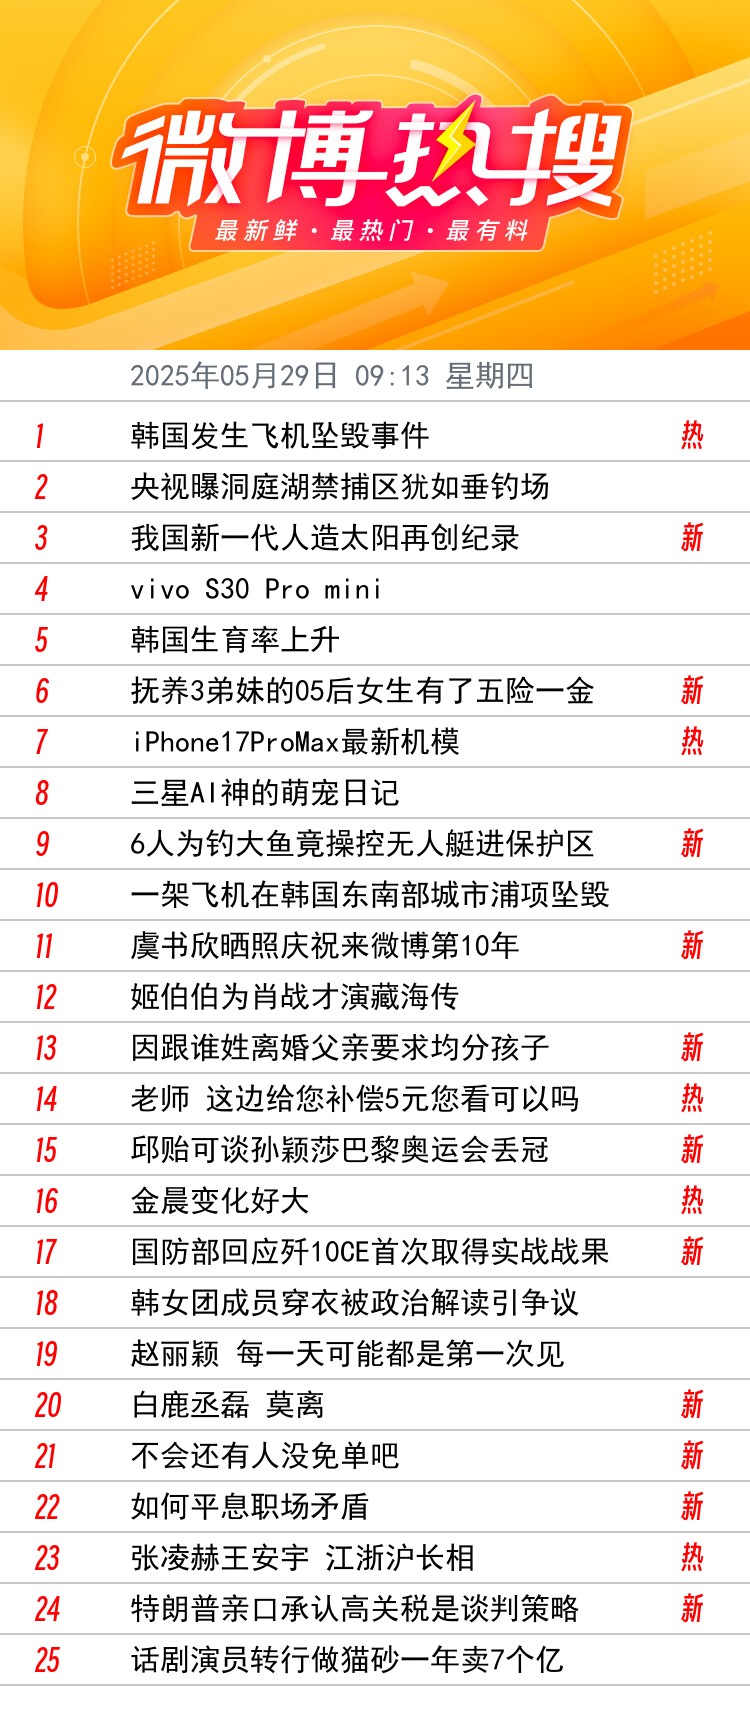 微博热搜
最新鲜·最热门·最有料
2025年05月29日 09:13 星期四
1 韩国发生飞机坠毁事件 热
2 央视曝洞庭湖禁捕区犹如垂钓场
3 我国新一代人造太阳再创纪录 新
4 vivo S30 Pro mini
5 韩国生育率上升
6 抚养3弟妹的05后女生有了五险一金 新
7 iPhone17ProMax最新机模 热
8 三星AI神的萌宠日记
9 6人为钓大鱼竟操控无人艇进保护区 新
10 一架飞机在韩国东南部城市浦项坠毁
11 虞书欣晒照庆祝来微博第10年 新
12 姬伯伯为肖战才演藏海传
13 因跟谁姓离婚父亲要求均分孩子 新
14 老师 这边给您补偿5元您看可以吗 热
15 邱贻可谈孙颖莎巴黎奥运会丢冠 新
16 金晨变化好大 热
17 国防部回应歼10CE首次取得实战战果 新
18 韩女团成员穿衣被政治解读引争议
19 赵丽颖 每一天可能都是第一次见
20 白鹿丞磊 莫离 新
21 不会还有人没免单吧 新
22 如何平息职场矛盾 新
23 张凌赫王安宇 江浙沪长相 热
24 特朗普亲口承认高关税是谈判策略 新
25 话剧演员转行做猫砂一年卖7个亿